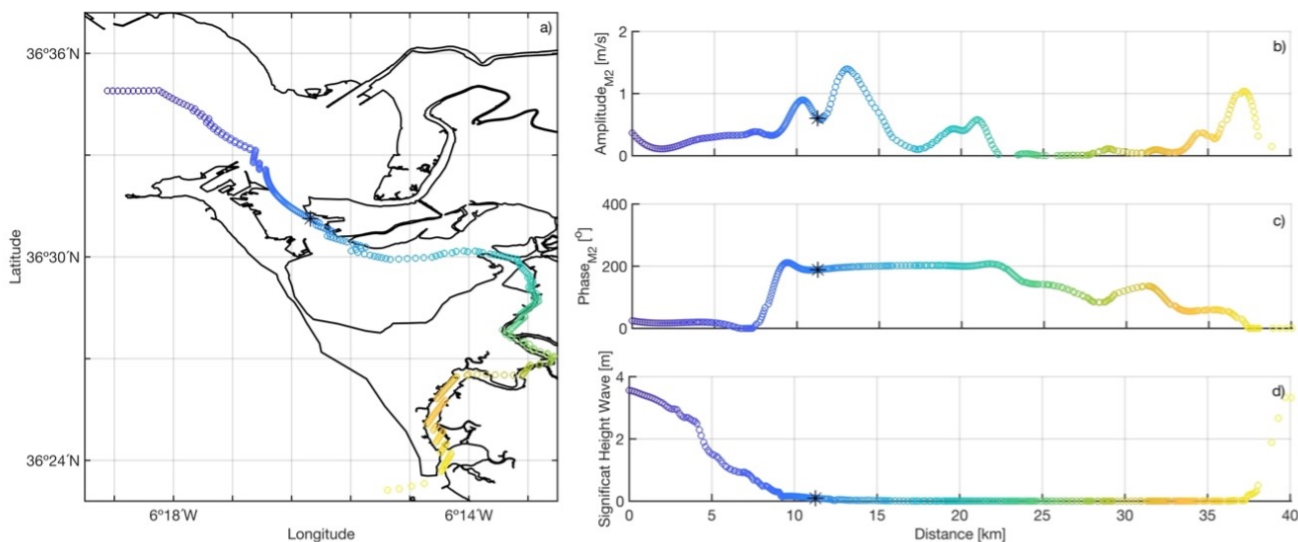 a)
36°36´N
36°30´N
36°24´N
Latitude
6°18´W
6°14´W
Longitude
b)
2
1
0
Amplitude_M2 [m/s]
c)
400
200
0
Phase_M2 [°]
d)
4
2
0
Significat Height Wave [m]
0 5 10 15 20 25 30 35 40
Distance [km]